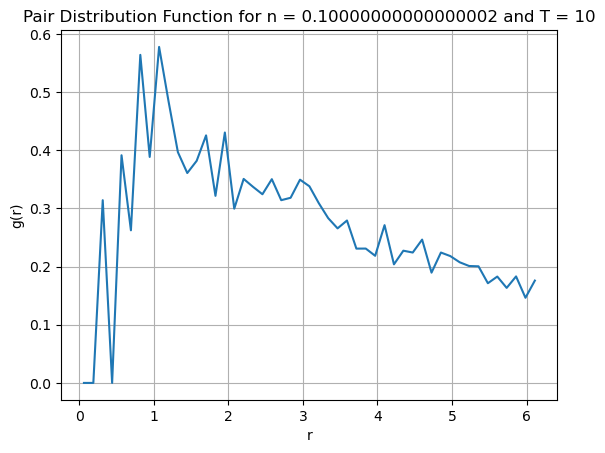 Pair Distribution Function for n = 0.10000000000000002 and T = 10
0.6
0.5
0.4
0.3
0.2
0.1
0.0
g(r)
0 1 2 3 4 5 6
r